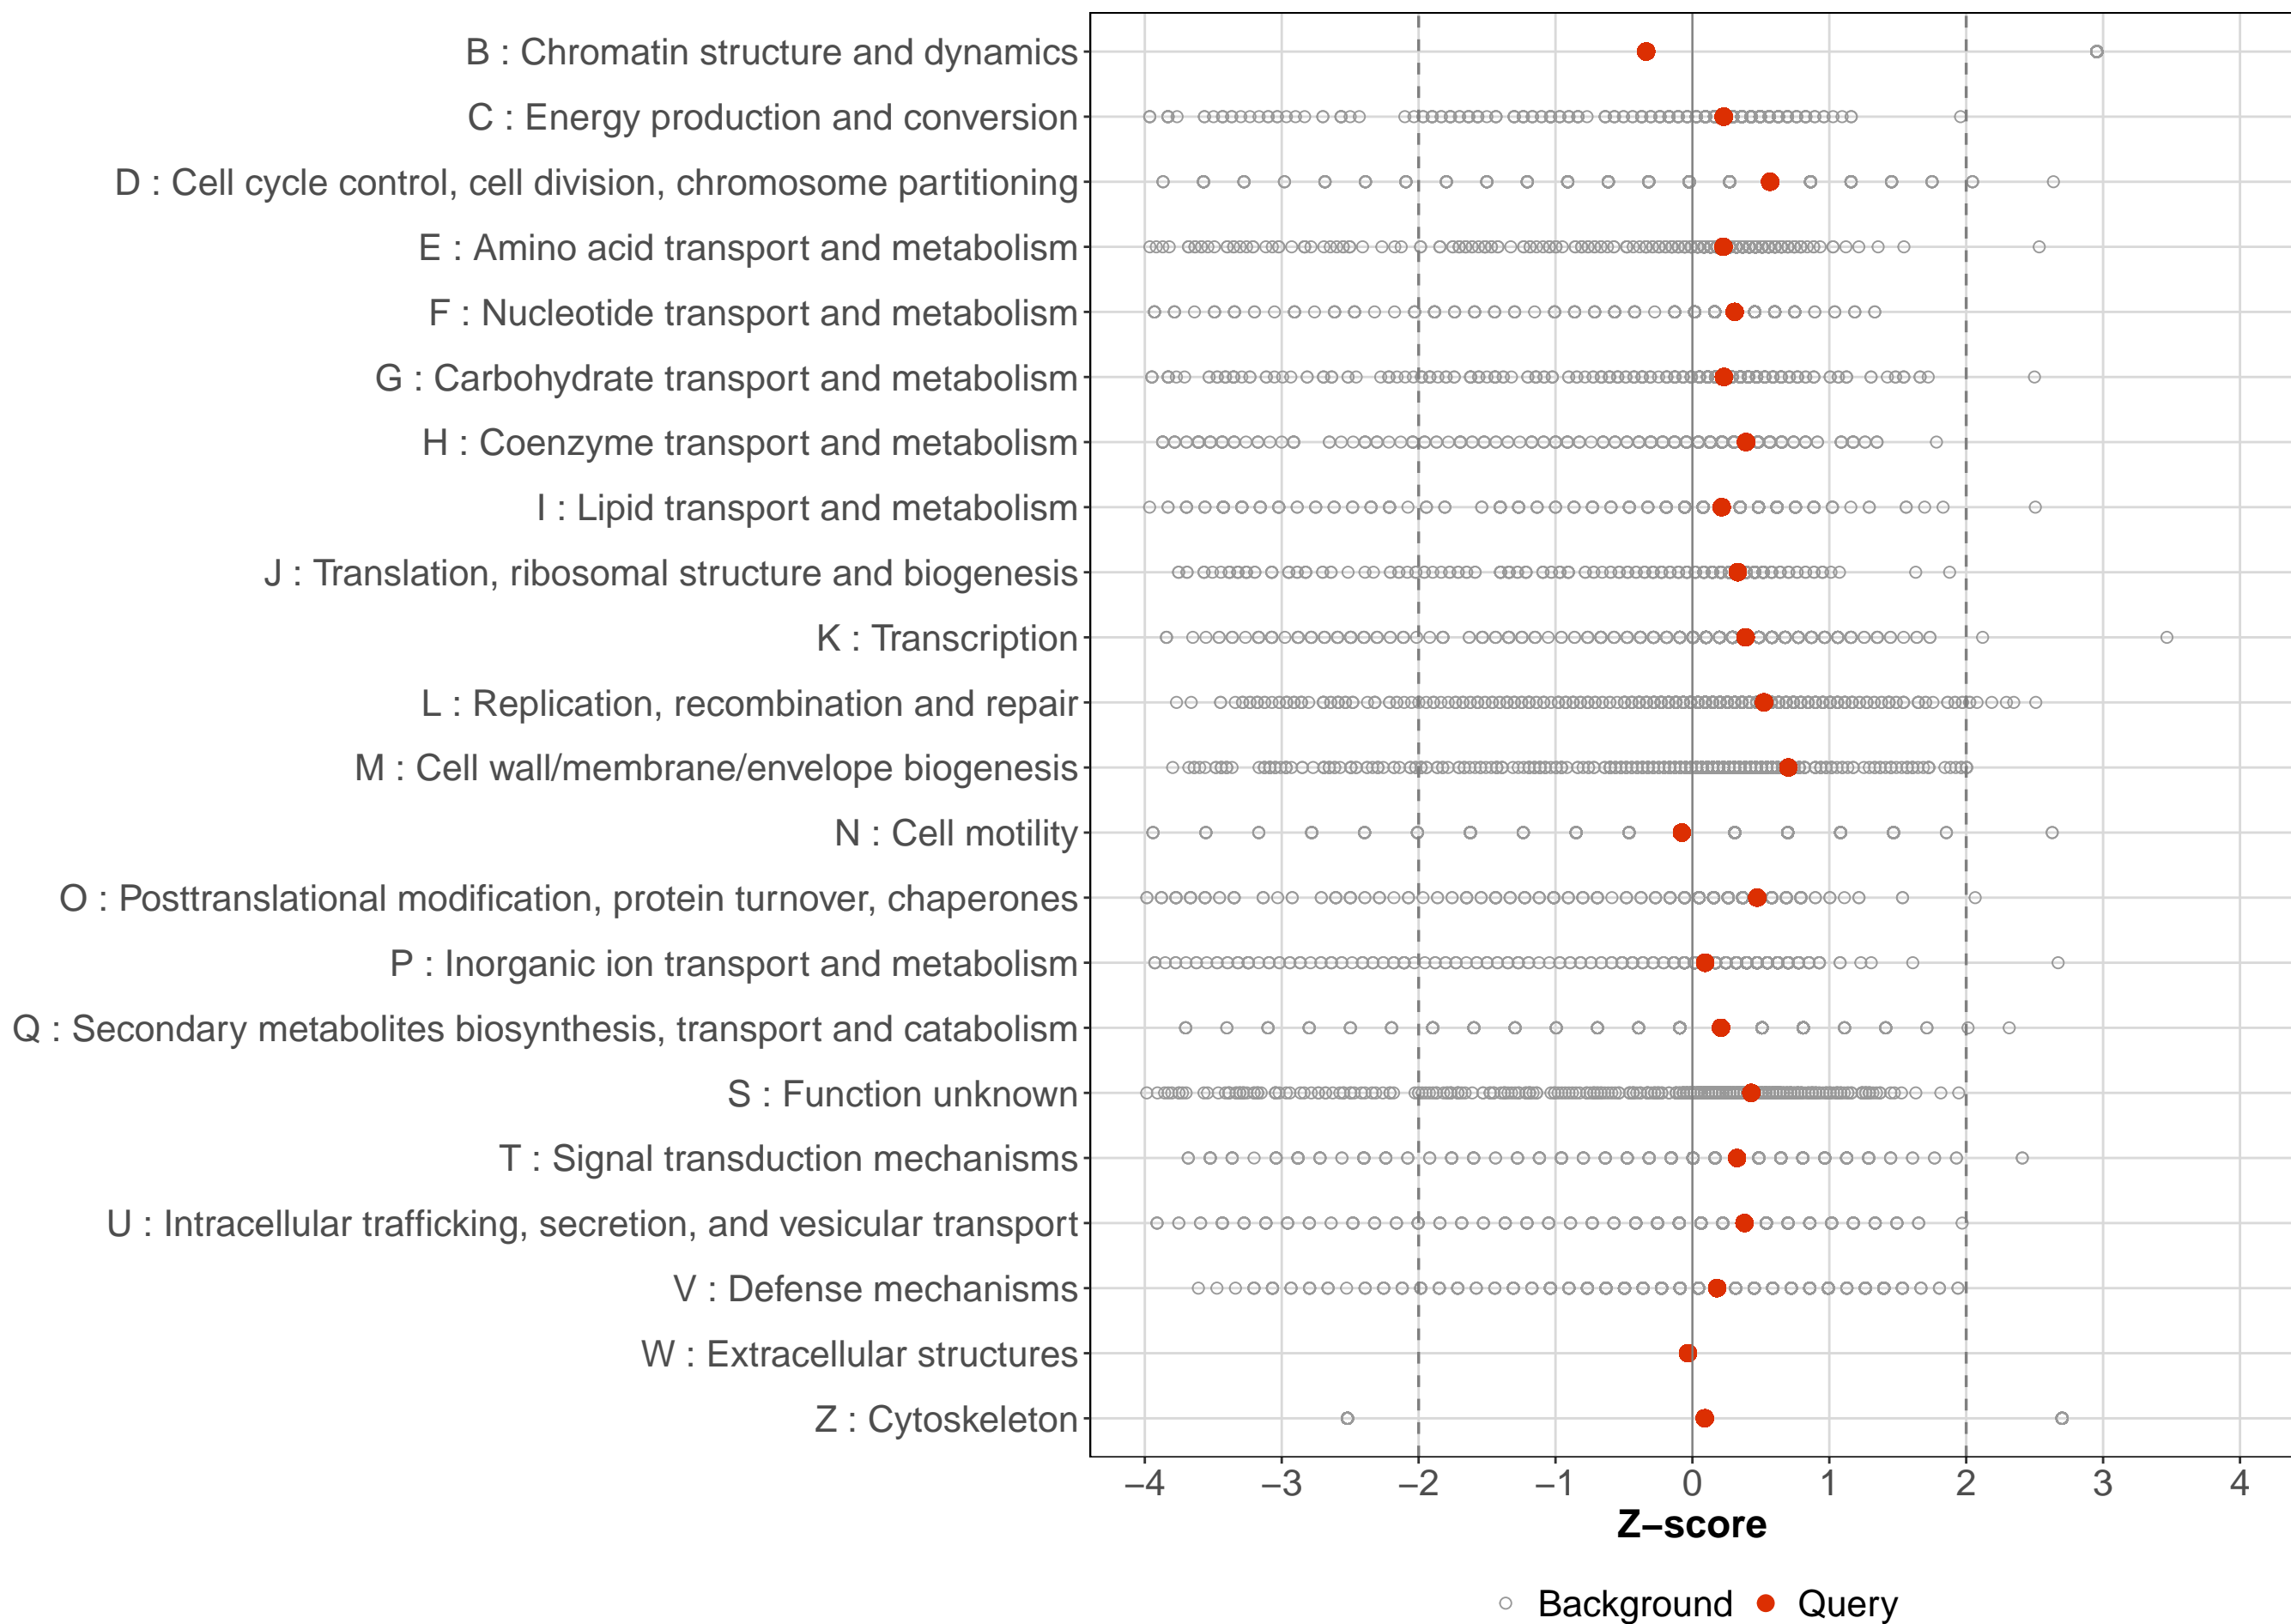 B : Chromatin structure and dynamics
C : Energy production and conversion
D : Cell cycle control, cell division, chromosome partitioning
E : Amino acid transport and metabolism
F : Nucleotide transport and metabolism
G : Carbohydrate transport and metabolism
H : Coenzyme transport and metabolism
I : Lipid transport and metabolism
J : Translation, ribosomal structure and biogenesis
K : Transcription
L : Replication, recombination and repair
M : Cell wall/membrane/envelope biogenesis
N : Cell motility
O : Posttranslational modification, protein turnover, chaperones
P : Inorganic ion transport and metabolism
Q : Secondary metabolites biosynthesis, transport and catabolism
S : Function unknown
T : Signal transduction mechanisms
U : Intracellular trafficking, secretion, and vesicular transport
V : Defense mechanisms
W : Extracellular structures
Z : Cytoskeleton
−4 −3 −2 −1 0 1 2 3 4
Z−score
Background Query